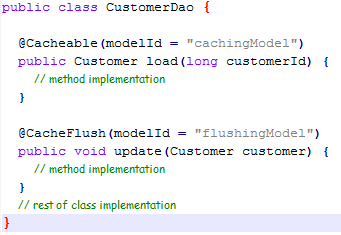 public class CustomerDao {
@Cacheable(modelId = "cachingModel")
public Customer load(long customerId) {
// method implementation
}
@CacheFlush(modelId = "flushingModel")
public void update(Customer customer) {
// method implementation
}
// rest of class implementation
}